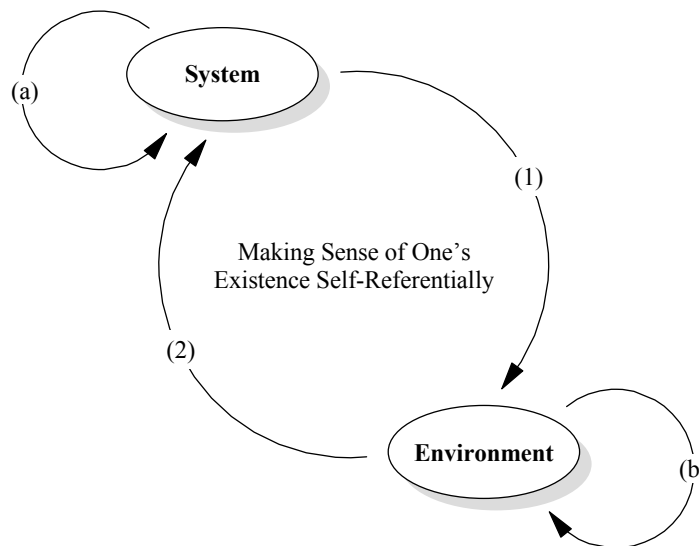 System
(a)
(1)
Making Sense of One's
Existence Self-Referentially
(2)
Environment
(b